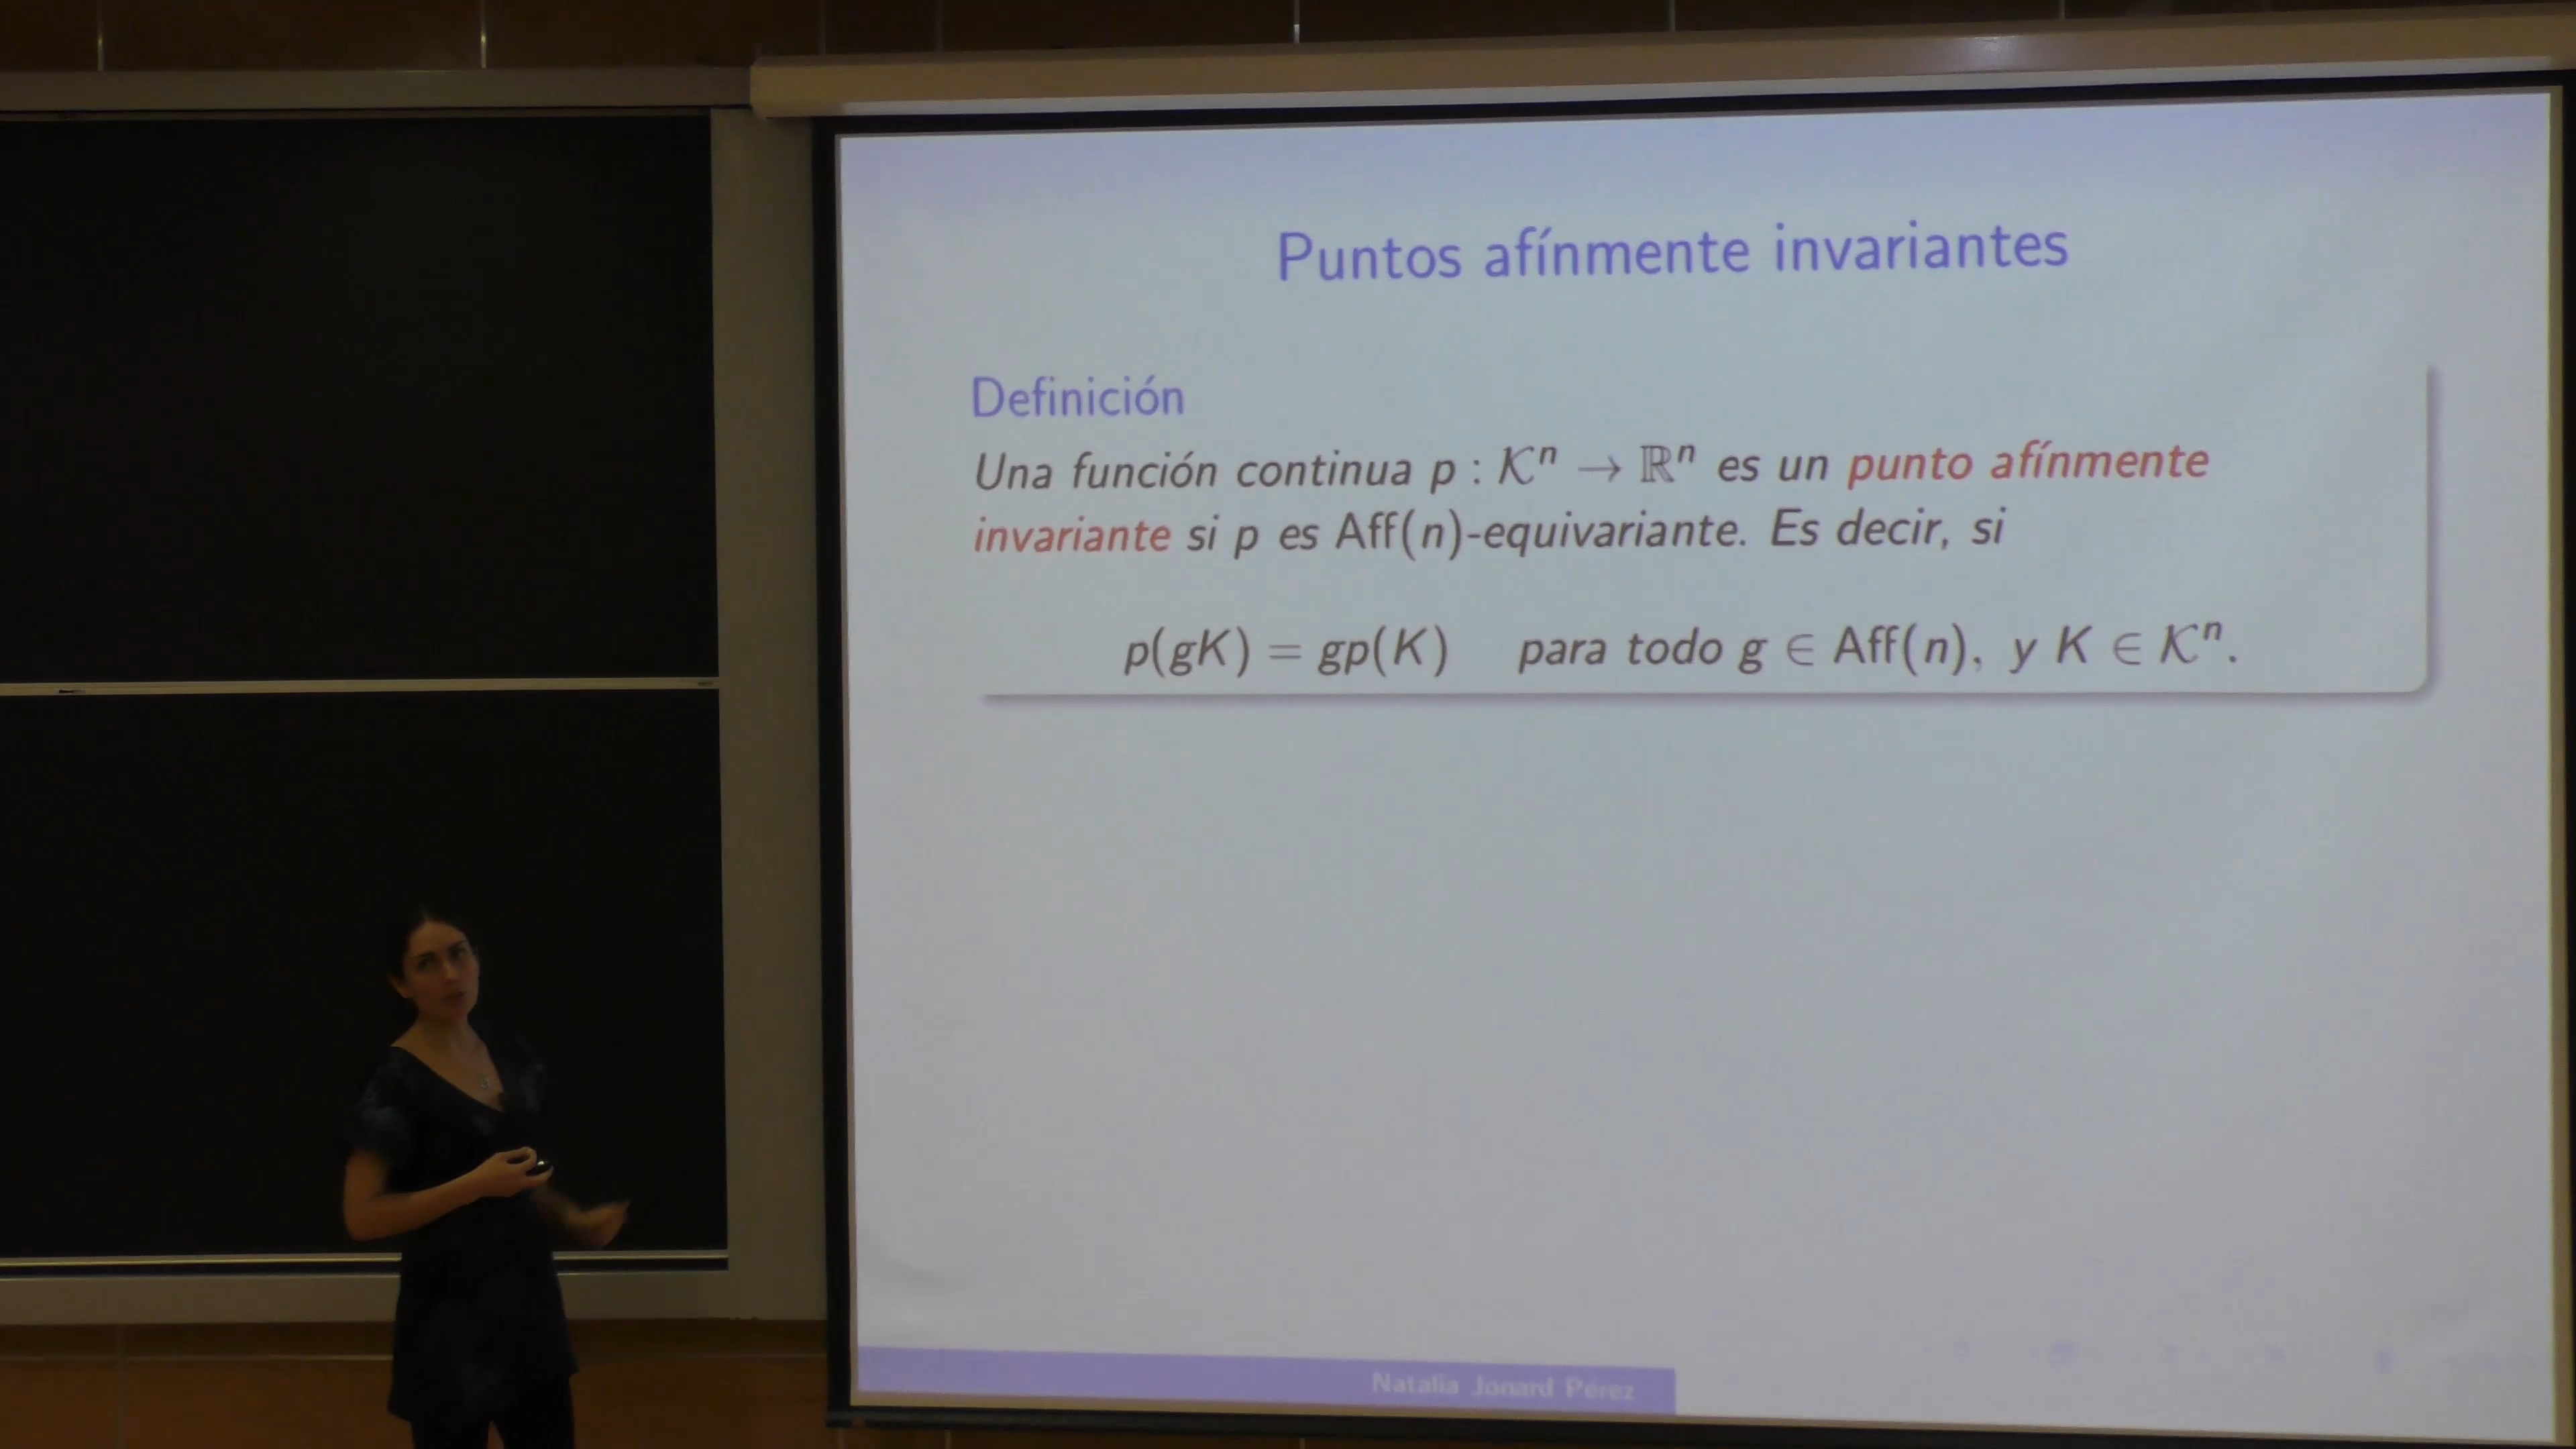 Puntos afínmente invariantes
Definición
Una función continua p : 𝒦ⁿ → ℝⁿ es un punto afínmente
invariante si p es Aff(n)-equivariante. Es decir, si
p(gK) = gp(K) para todo g ∈ Aff(n), y K ∈ 𝒦ⁿ.
Natalia Jonard Pérez